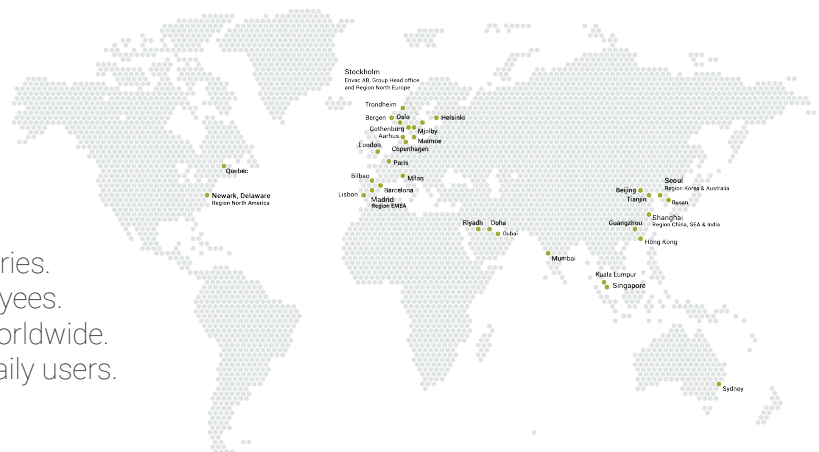 Stockholm
Envac AB, Group Head office
and Region North Europe
Trondheim
Bergen
Oslo
Helsinki
Gothenburg
Mjolby
Aarhus
Malmoe
London
Copenhagen
Paris
Quebec
Bilbao
Milan
Barcelona
Newark, Delaware
Region North America
Lisbon
Madrid
Region EMEA
Seoul
Region Korea & Australia
Beijing
Tianjin
Busan
Shanghai
Region China, SEA & India
Guangzhou
Hong Kong
Riyadh
Doha
Dubai
Mumbai
Kuala Lumpur
Singapore
Sydney
ries.
yees.
orldwide.
aily users.